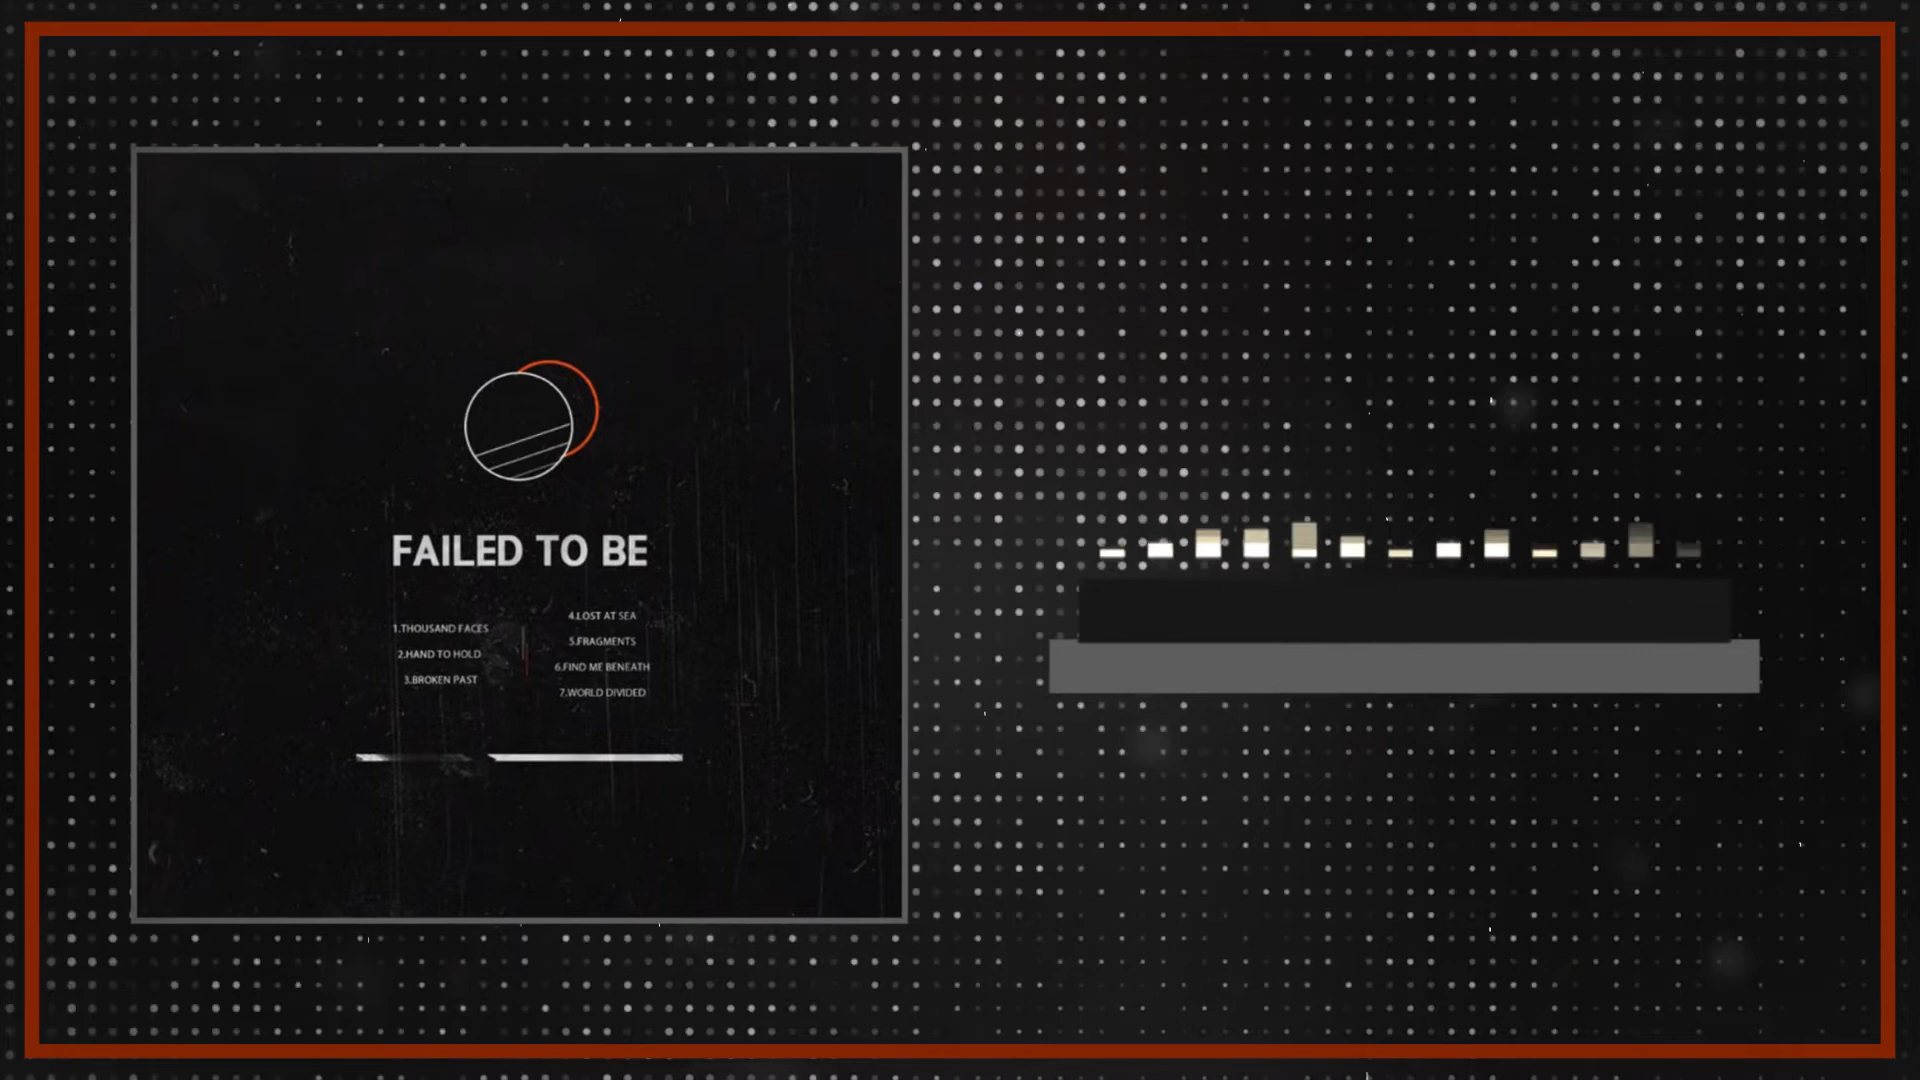 FAILED TO BE
1.THOUSAND FACES
2.HAND TO HOLD
3.BROKEN PAST
4.LOST AT SEA
5.FRAGMENTS
6.FIND ME BENEATH
7.WORLD DIVIDED